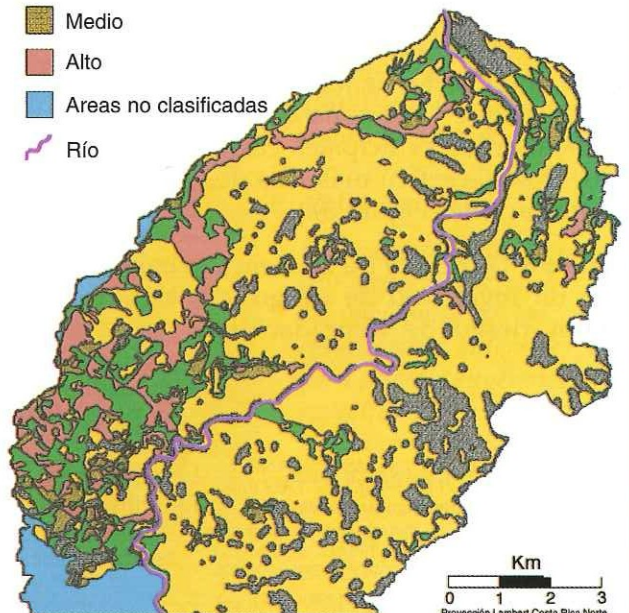 Medio
Alto
Areas no clasificadas
Río
Km
0 1 2 3
Proyección Lambert Costa Rica Norte